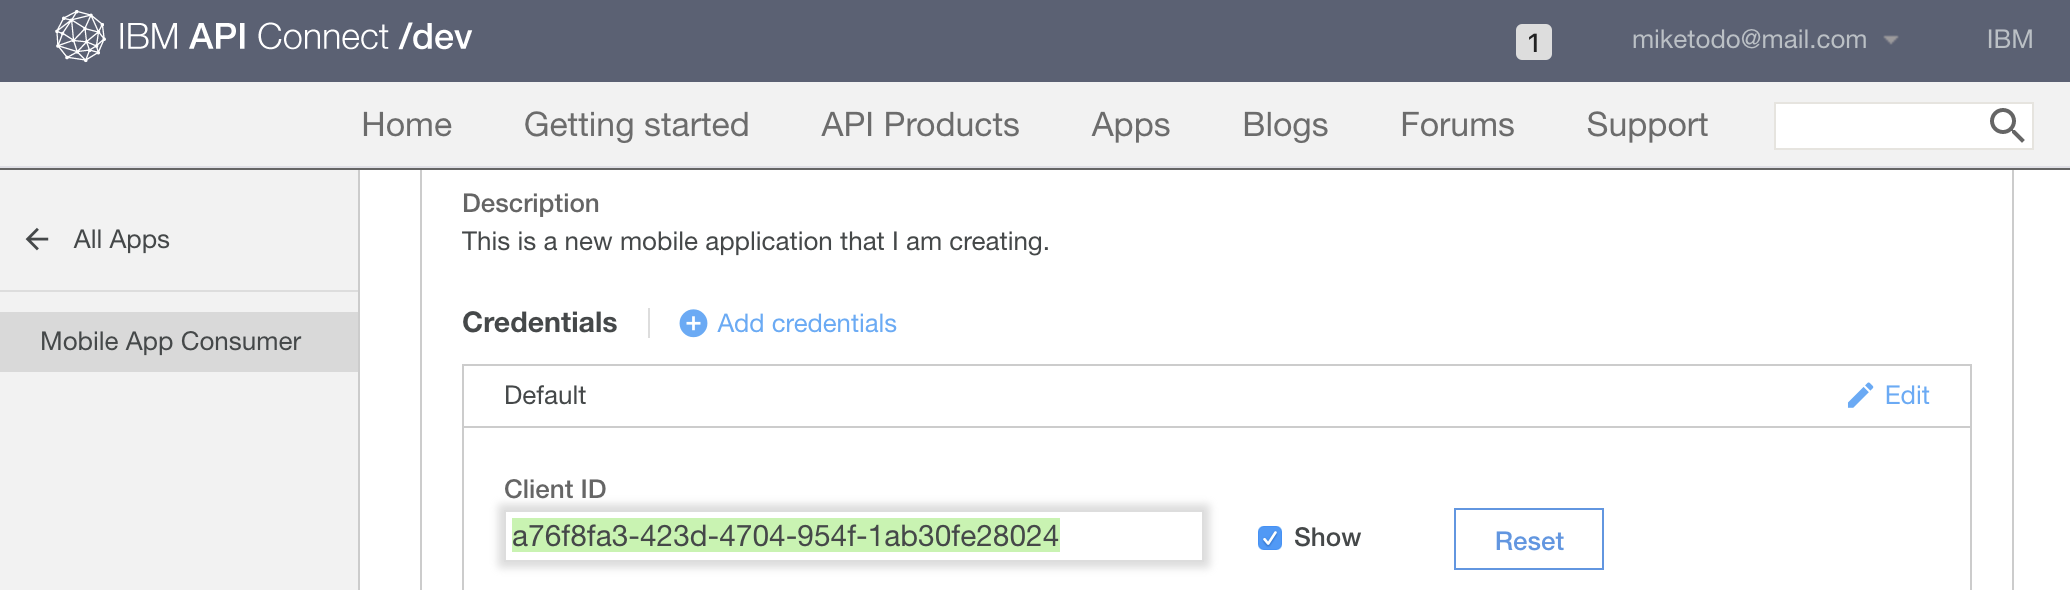 IBM API Connect /dev
1
miketodo@mail.com
IBM
Home Getting started API Products Apps Blogs Forums Support
All Apps
Mobile App Consumer
Description
This is a new mobile application that I am creating.
Credentials
Add credentials
Default
Edit
Client ID
a76f8fa3-423d-4704-954f-1ab30fe28024
Show
Reset